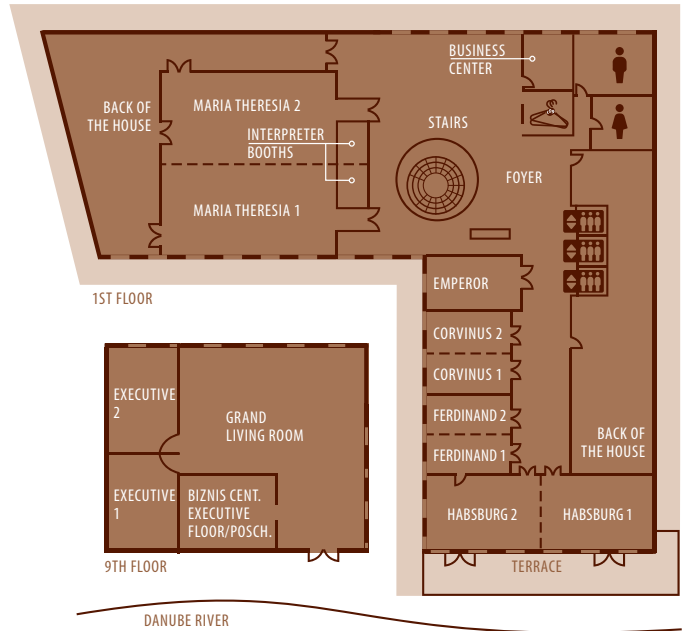 BUSINESS
CENTER
BACK OF
THE HOUSE
MARIA THERESIA 2
STAIRS
INTERPRETER
BOOTHS
FOYER
MARIA THERESIA 1
EMPEROR
1ST FLOOR
CORVINUS 2
CORVINUS 1
EXECUTIVE
2
GRAND
LIVING ROOM
FERDINAND 2
BACK OF
THE HOUSE
FERDINAND 1
EXECUTIVE
1
BIZNIS CENT.
EXECUTIVE
FLOOR/POSCH.
HABSBURG 2
HABSBURG 1
9TH FLOOR
TERRACE
DANUBE RIVER